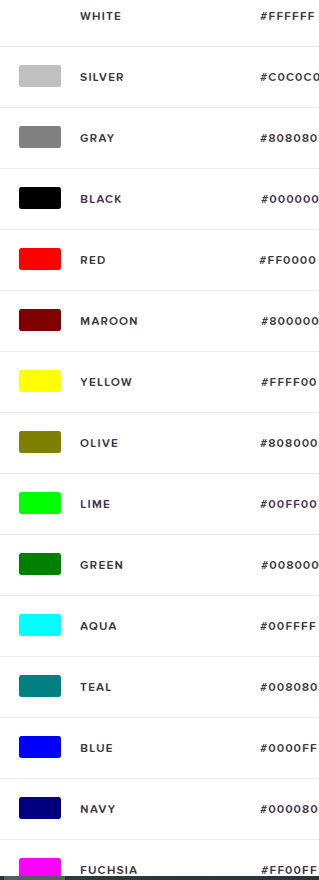 WHITE #FFFFFF
SILVER #C0C0C0
GRAY #808080
BLACK #000000
RED #FF0000
MAROON #800000
YELLOW #FFFF00
OLIVE #808000
LIME #00FF00
GREEN #008000
AQUA #00FFFF
TEAL #008080
BLUE #0000FF
NAVY #000080
FUCHSIA #FF00FF